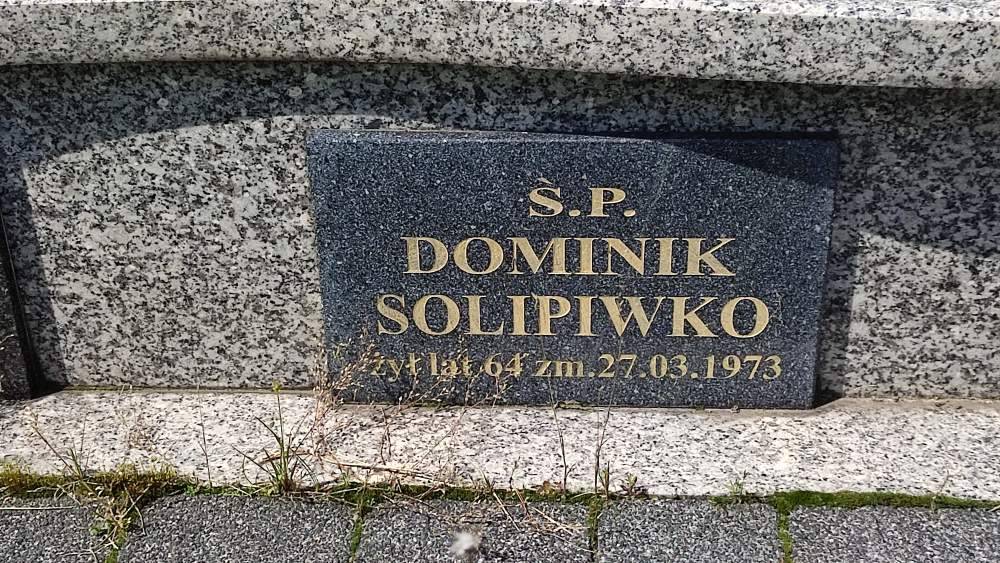 Ś.P.
DOMINIK
SOLIPIWKO
żył lat 64 zm.27.03.1973